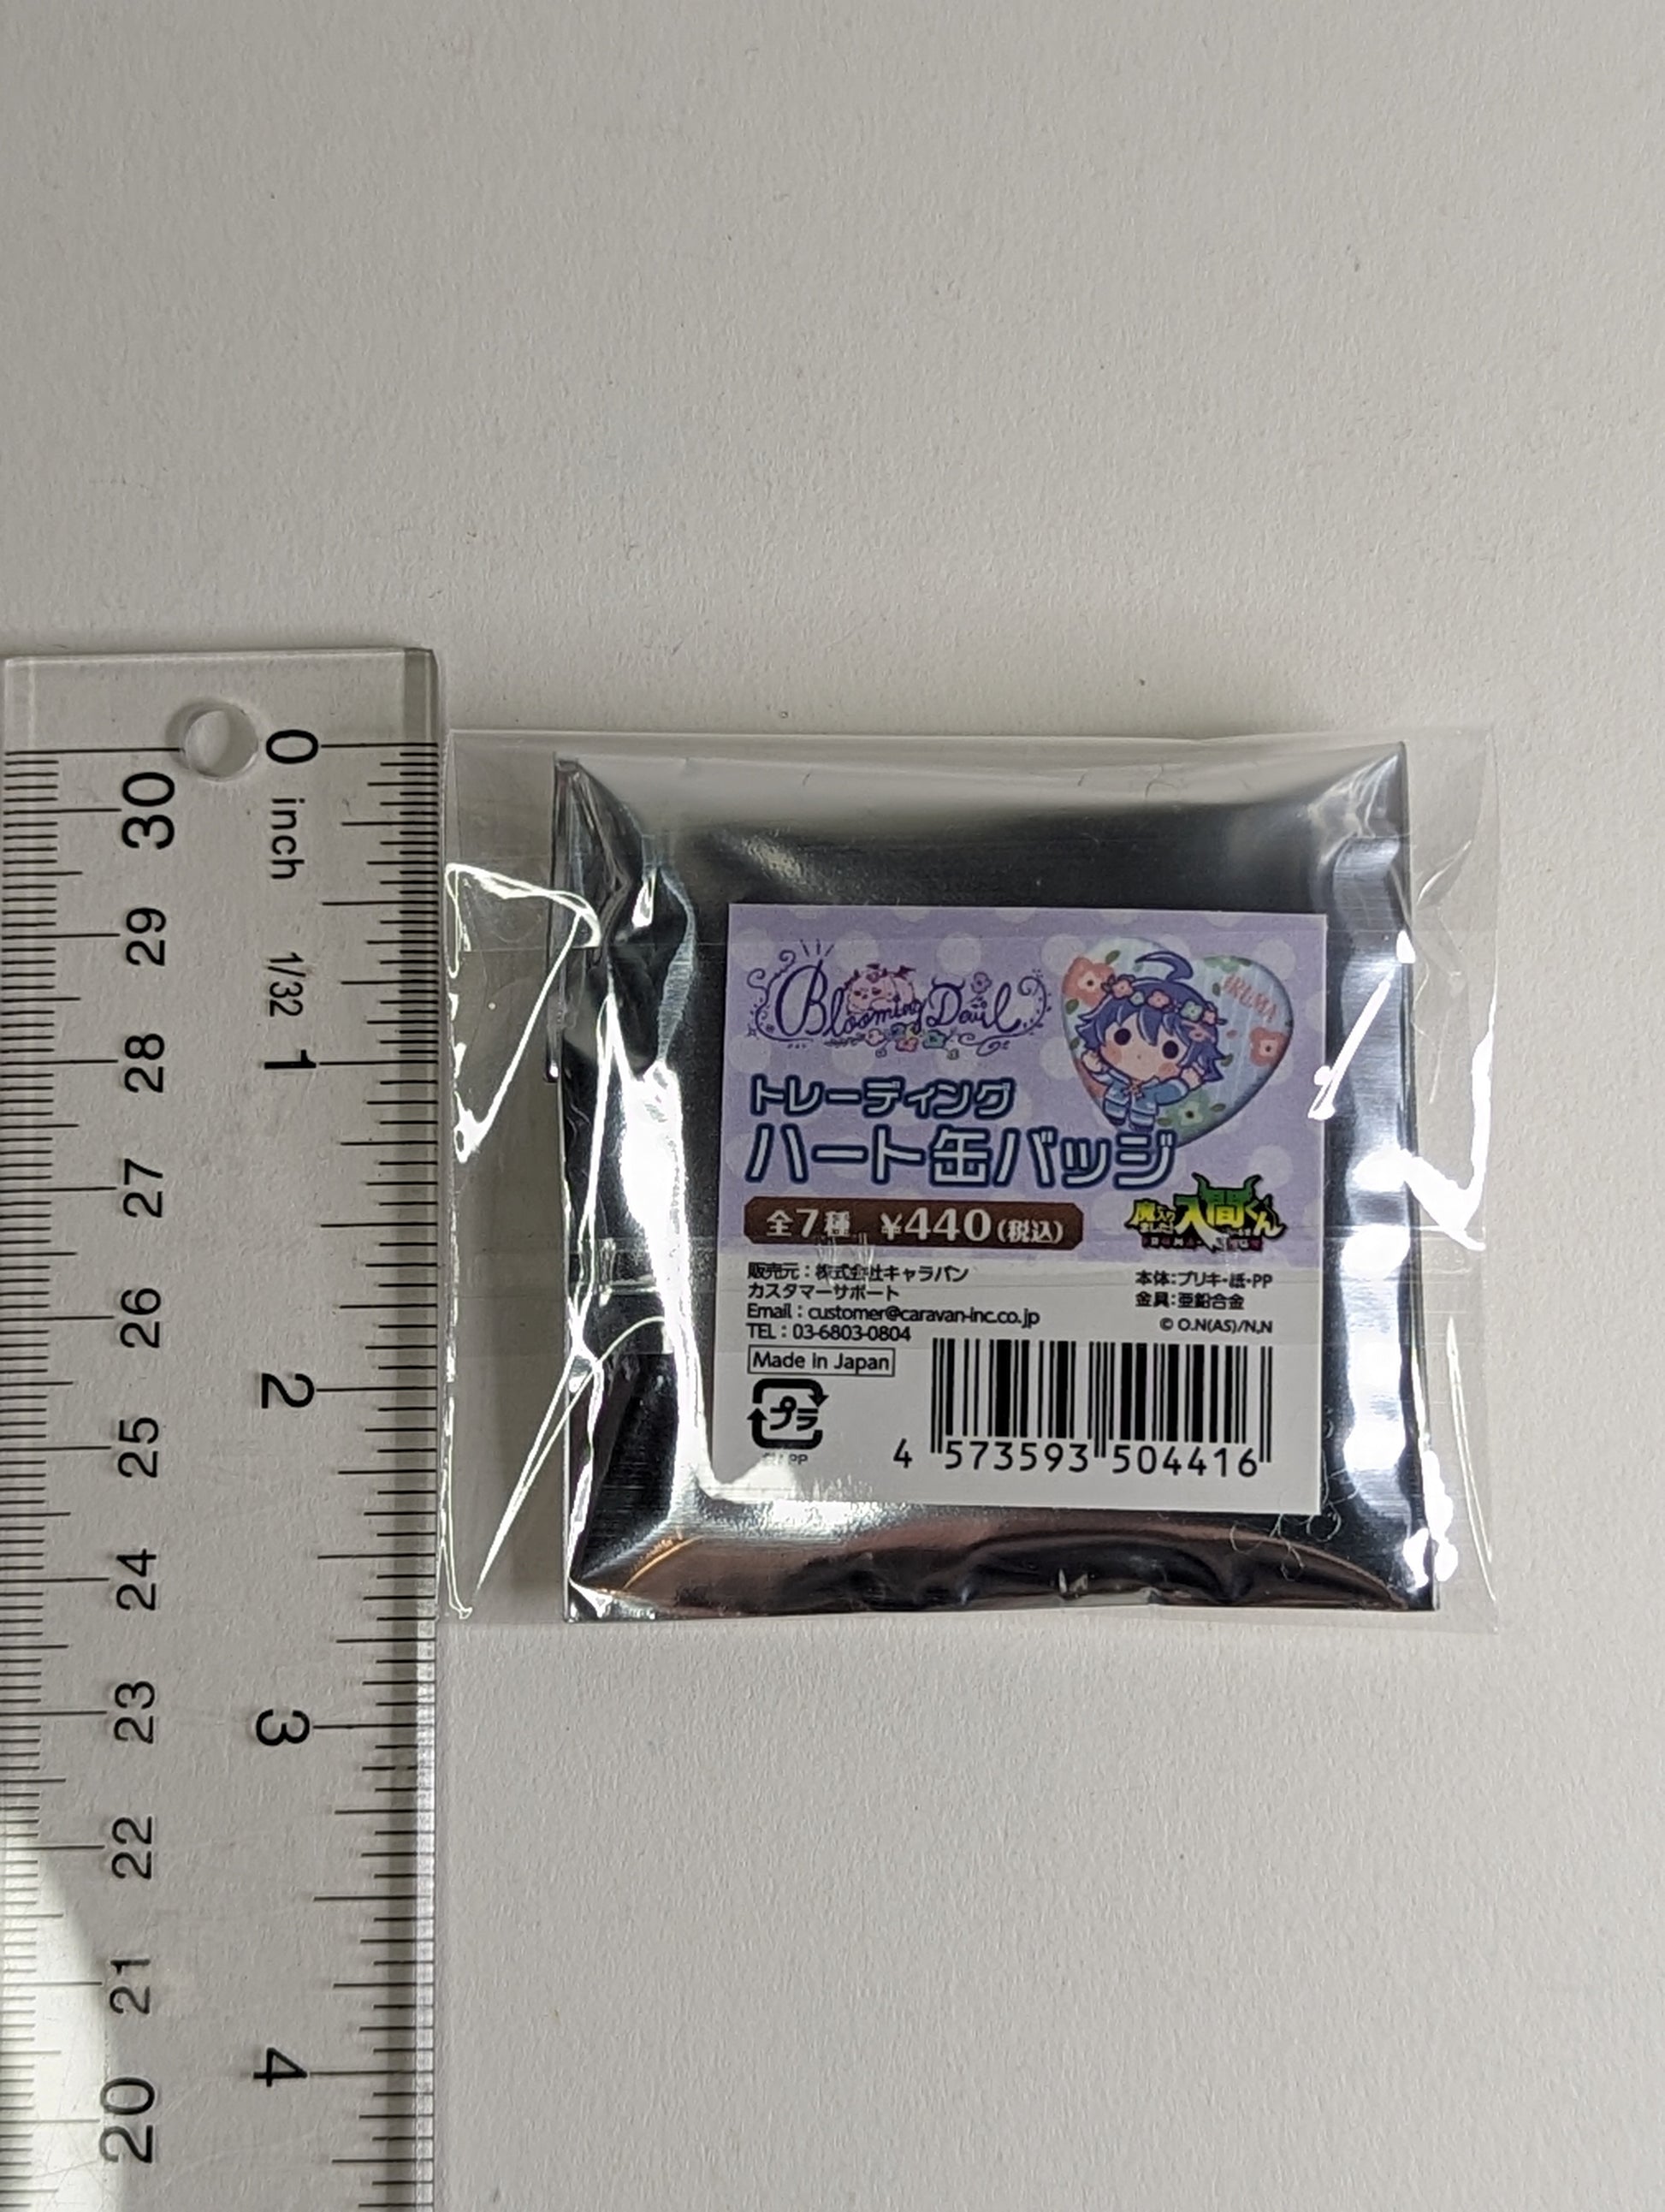 0
inch
1/32
1
2
3
4
30
29
28
27
26
25
24
23
22
21
20
Blooming Devil
IRUMA
トレーディング
ハート缶バッジ
全7種 ¥440(税込)
魔入りました!入間くん
販売元:株式会社キャラバン
カスタマーサポート
Email:customer@caravan-inc.co.jp
TEL:03-6803-0804
本体:ブリキ・紙・PP
金具:亜鉛合金
© O.N(AS)/N,N
Made in Japan
プラ
PP
4 573593 504416